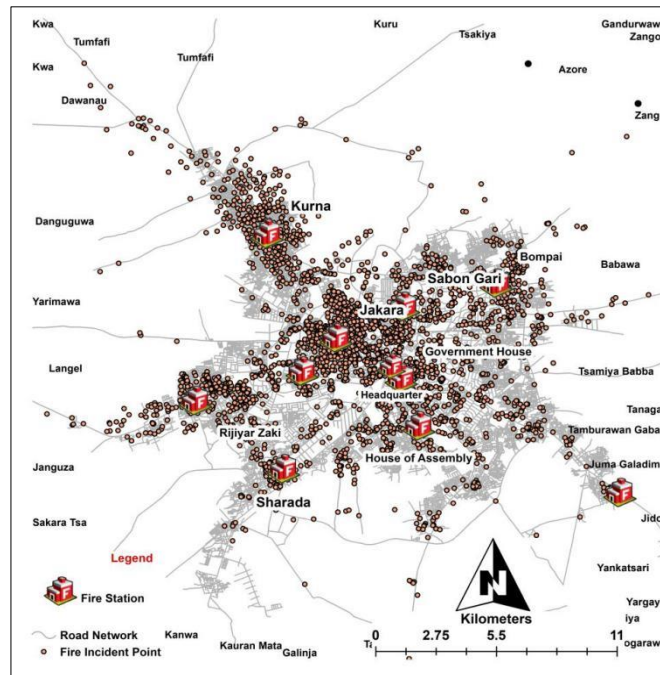 Kwa
Kuru
Gandurwaw
Tumfafi
Tsakiya
Zango
Tumfafi
Kwa
Azore
Dawanau
Zang
Kurna
Danguguwa
Bompai
Babawa
Sabon Gari
Yarimawa
Jakara
Government House
Langel
Tsamiya Babba
Headquarter
Tanaga
Rijiyar Zaki
Tamburawan Gaba
House of Assembly
Janguza
Juma Galadim
Sharada
Sakara Tsa
Jido
Legend
N
Yankatsari
Fire Station
Kilometers
Yargay
iya
Road Network
Kanwa
0 2.75 5.5 11
Fire Incident Point
Kauran Mata
Galinja
ogaraw